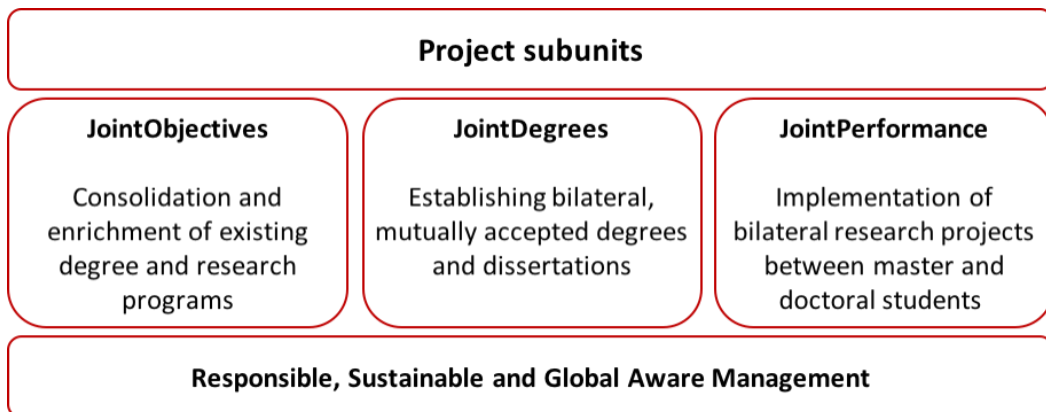 Project subunits
JointObjectives
Consolidation and
enrichment of existing
degree and research
programs
JointDegrees
Establishing bilateral,
mutually accepted degrees
and dissertations
JointPerformance
Implementation of
bilateral research projects
between master and
doctoral students
Responsible, Sustainable and Global Aware Management